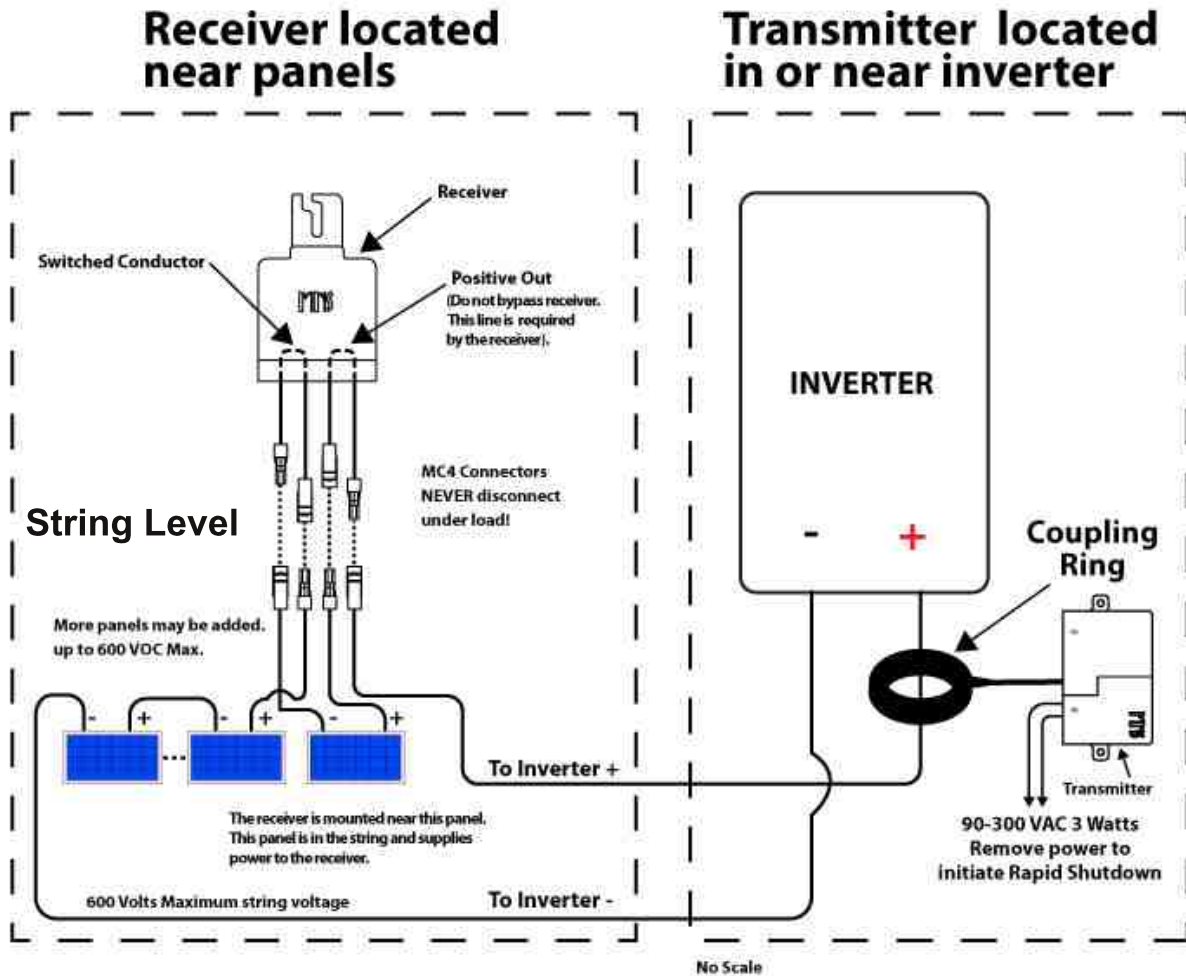 Receiver located
near panels
Transmitter located
in or near inverter
Receiver
Switched Conductor
Positive Out
(Do not bypass receiver.
This line is required
by the receiver).
MNS
INVERTER
MC4 Connectors
NEVER disconnect
under load!
String Level
- +
Coupling
Ring
More panels may be added.
up to 600 VOC Max.
- + - + - +
MNS
To Inverter +
Transmitter
The receiver is mounted near this panel.
This panel is in the string and supplies
power to the receiver.
90-300 VAC 3 Watts
Remove power to
initiate Rapid Shutdown
600 Volts Maximum string voltage
To Inverter -
No Scale